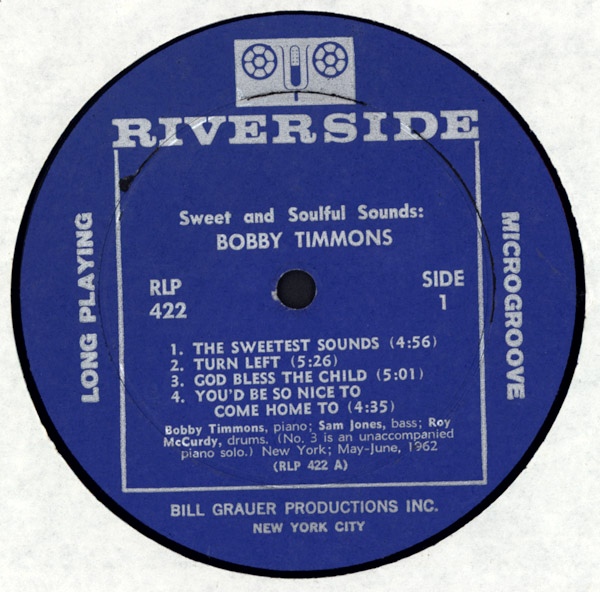 RIVERSIDE
Sweet and Soulful Sounds:
BOBBY TIMMONS
LONG PLAYING
MICROGROOVE
RLP
422
SIDE
1
1. THE SWEETEST SOUNDS (4:56)
2. TURN LEFT (5:26)
3. GOD BLESS THE CHILD (5:01)
4. YOU'D BE SO NICE TO
COME HOME TO (4:35)
Bobby Timmons, piano; Sam Jones, bass; Roy
McCurdy, drums. (No. 3 is an unaccompanied
piano solo.) New York; May-June, 1962
(RLP 422 A)
BILL GRAUER PRODUCTIONS INC.
NEW YORK CITY